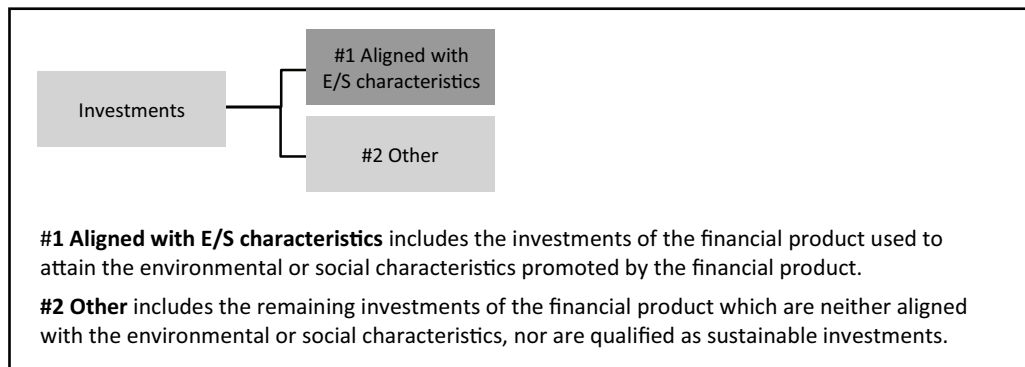 #1 Aligned with
E/S characteristics
Investments
#2 Other
#1 Aligned with E/S characteristics includes the investments of the financial product used to
attain the environmental or social characteristics promoted by the financial product.
#2 Other includes the remaining investments of the financial product which are neither aligned
with the environmental or social characteristics, nor are qualified as sustainable investments.